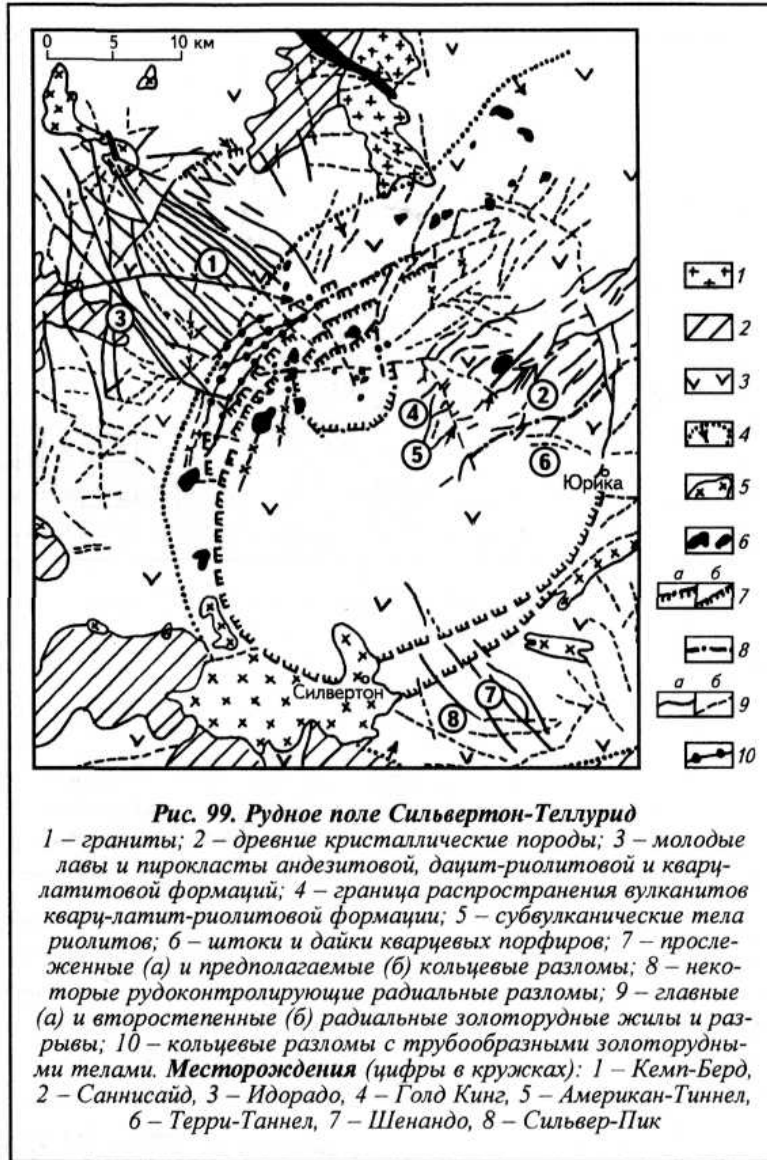 0 5 10 км
1
3
2
4
5
6
Юрика
Силвертон
7
8
1
2
3
4
5
6
а б
7
8
а б
9
10
Рис. 99. Рудное поле Сильвертон-Теллурид
1 – граниты; 2 – древние кристаллические породы; 3 – молодые
лавы и пирокласты андезитовой, дацит-риолитовой и кварц-
латитовой формаций; 4 – граница распространения вулканитов
кварц-латит-риолитовой формации; 5 – субвулканические тела
риолитов; 6 – штоки и дайки кварцевых порфиров; 7 – просле-
женные (а) и предполагаемые (б) кольцевые разломы; 8 – неко-
торые рудоконтролирующие радиальные разломы; 9 – главные
(а) и второстепенные (б) радиальные золоторудные жилы и раз-
рывы; 10 – кольцевые разломы с трубообразными золоторудны-
ми телами. Месторождения (цифры в кружках): 1 – Кемп-Берд,
2 – Саннисайд, 3 – Идорадо, 4 – Голд Кинг, 5 – Американ-Тиннел,
6 – Терри-Таннел, 7 – Шенандо, 8 – Сильвер-Пик